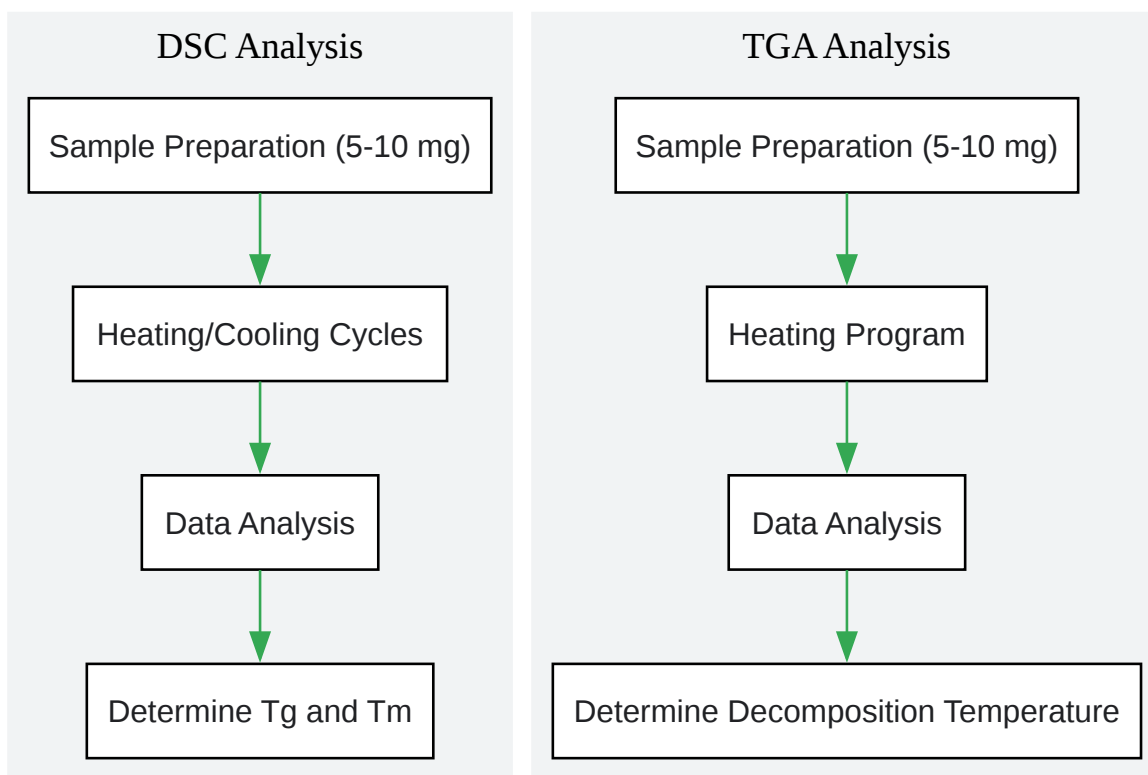 DSC Analysis
Sample Preparation (5-10 mg)
Heating/Cooling Cycles
Data Analysis
Determine Tg and Tm
TGA Analysis
Sample Preparation (5-10 mg)
Heating Program
Data Analysis
Determine Decomposition Temperature